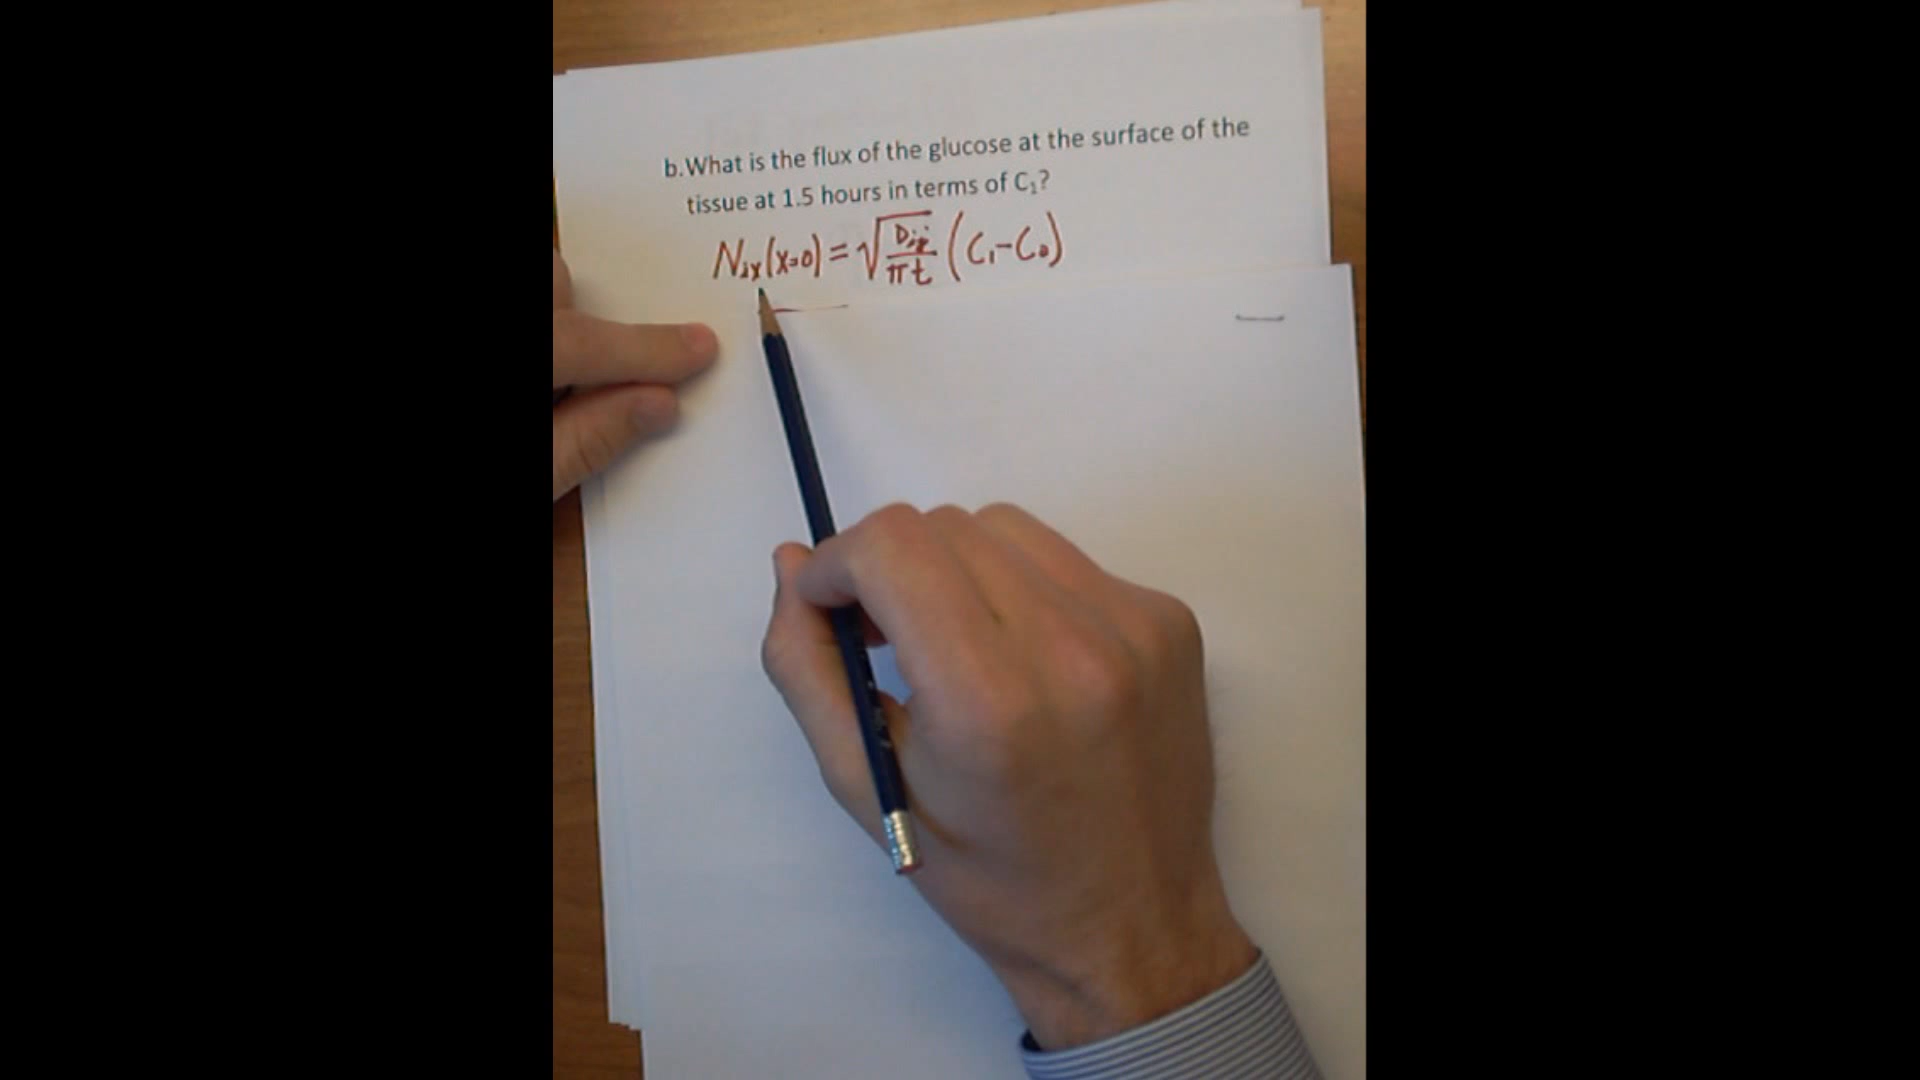 b. What is the flux of the glucose at the surface of the
tissue at 1.5 hours in terms of C₁?
Nix(x=0) = √(Dij/πt) (C₁-C₀)